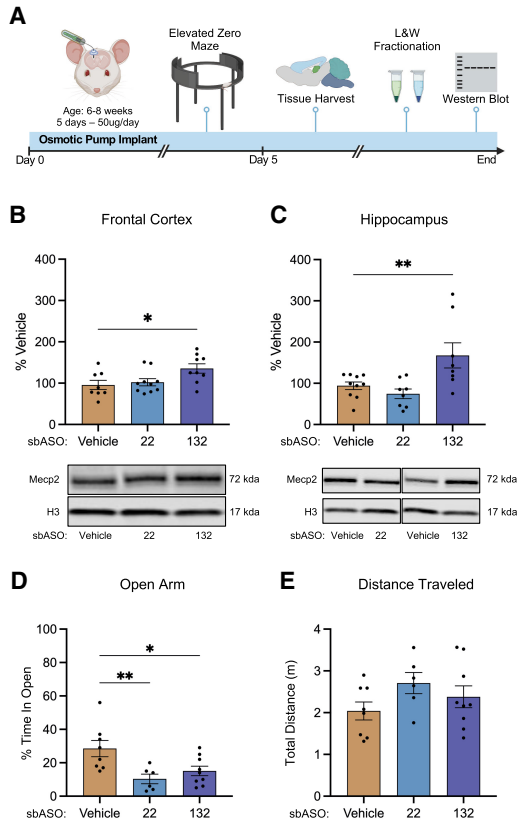 A
Elevated Zero
Maze
L&W
Fractionation
Tissue Harvest
Western Blot
Age: 6-8 weeks
5 days – 50ug/day
Osmotic Pump Implant
Day 0
Day 5
End
B
Frontal Cortex
% Vehicle
400
300
200
100
0
*
sbASO: Vehicle 22 132
Mecp2
72 kda
H3
17 kda
sbASO: Vehicle 22 132
C
Hippocampus
% Vehicle
400
300
200
100
0
**
sbASO: Vehicle 22 132
Mecp2
72 kda
H3
17 kda
sbASO: Vehicle 22 Vehicle 132
D
Open Arm
% Time In Open
100
80
60
40
20
0
*
**
sbASO: Vehicle 22 132
E
Distance Traveled
Total Distance (m)
4
3
2
1
0
sbASO: Vehicle 22 132